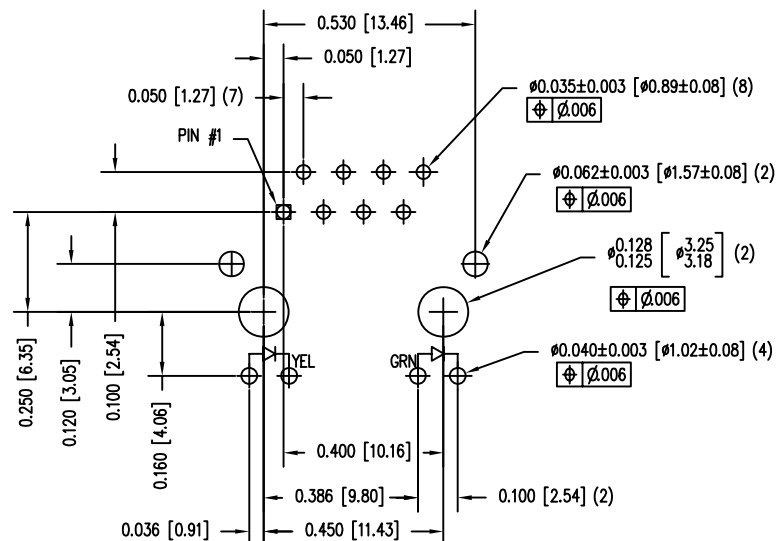 0.530 [13.46]
0.050 [1.27]
0.050 [1.27] (7)
ø0.035±0.003 [ø0.89±0.08] (8)
⌖ Ø.006
PIN #1
ø0.062±0.003 [ø1.57±0.08] (2)
⌖ Ø.006
ø0.128 [ø3.25] (2)
0.125 3.18
⌖ Ø.006
YEL
GRN
ø0.040±0.003 [ø1.02±0.08] (4)
⌖ Ø.006
0.250 [6.35]
0.120 [3.05]
0.100 [2.54]
0.160 [4.06]
0.400 [10.16]
0.386 [9.80]
0.100 [2.54] (2)
0.036 [0.91]
0.450 [11.43]